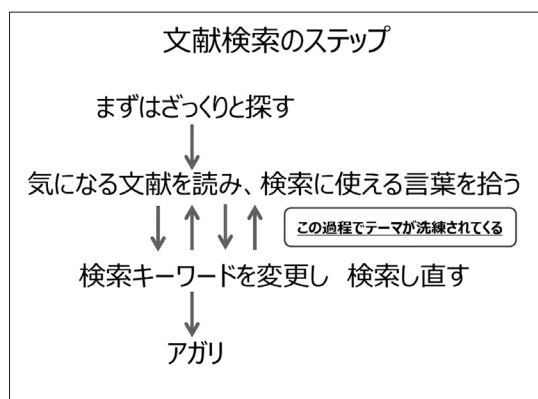 文献検索のステップ
まずはざっくりと探す
気になる文献を読み、検索に使える言葉を拾う
この過程でテーマが洗練されてくる
検索キーワードを変更し 検索し直す
アガリ